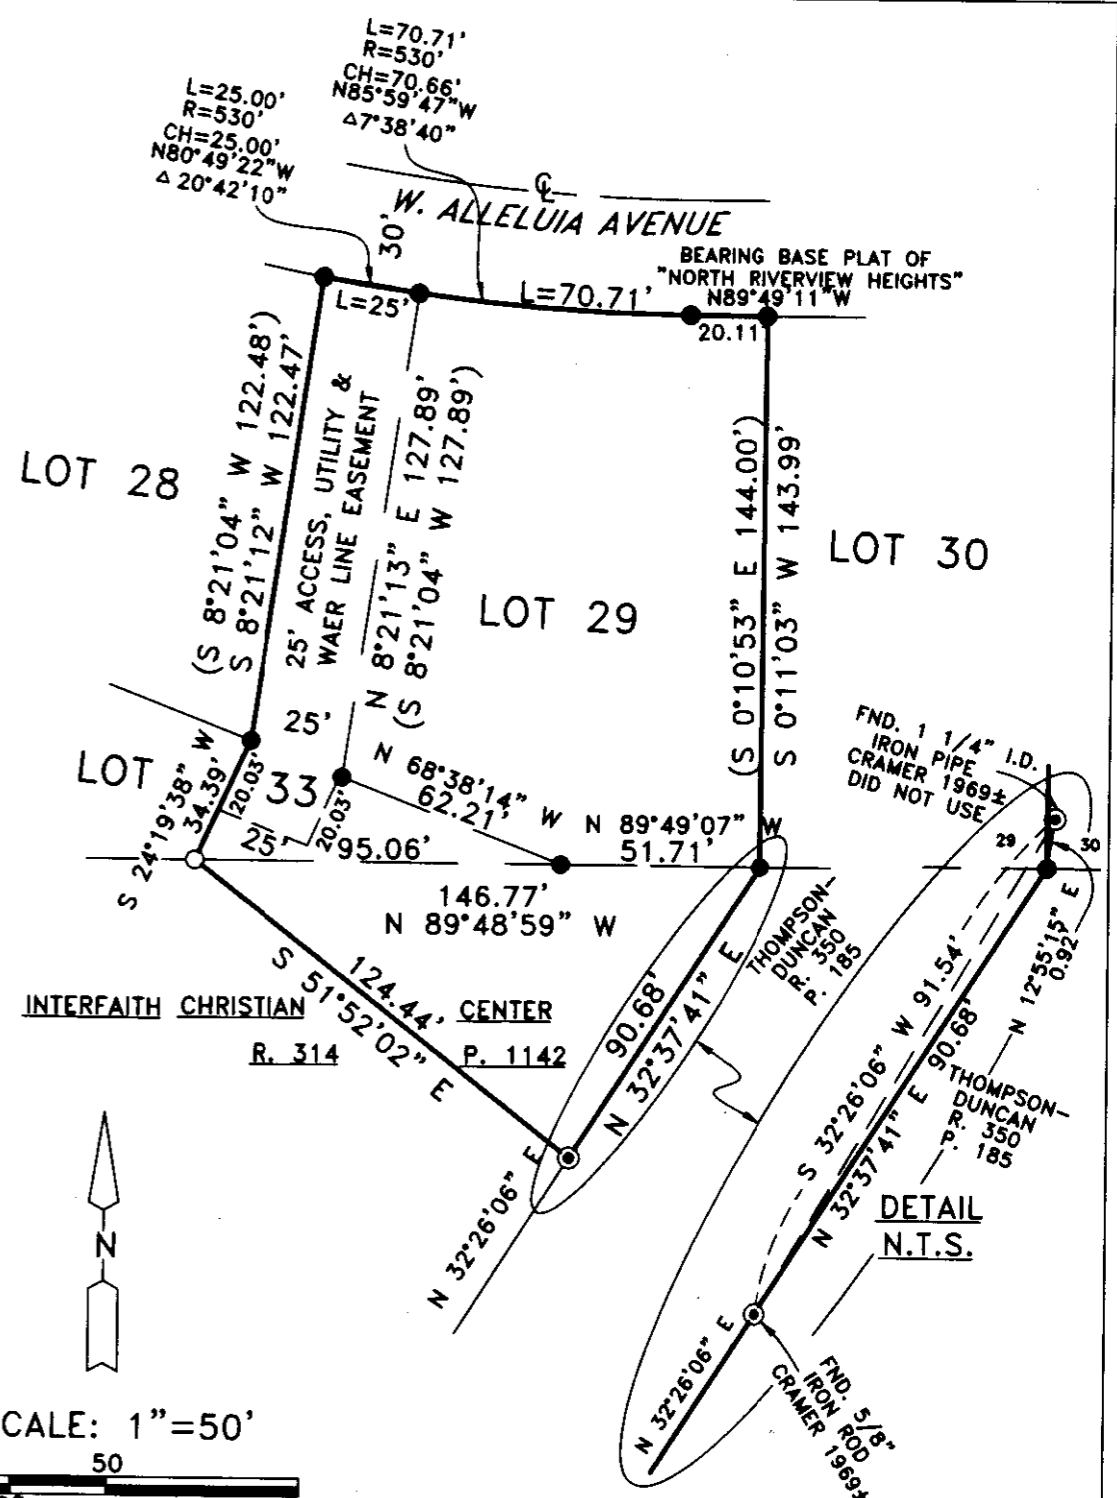 L=70.71'
R=530'
CH=70.66'
N85°59'47"W
△7°38'40"
L=25.00'
R=530'
CH=25.00'
N80°49'22"W
△ 20°42'10"
℄
W. ALLELUIA AVENUE
30'
BEARING BASE PLAT OF
"NORTH RIVERVIEW HEIGHTS"
N89°49'11"W
L=25'
L=70.71'
20.11'
(S 8°21'04" W 122.48')
S 8°21'12" W 122.47'
25' ACCESS, UTILITY &
WAER LINE EASEMENT
N 8°21'13" E 127.89'
(S 8°21'04" W 127.89')
(S 0°10'53" E 144.00')
S 0°11'03" W 143.99'
LOT 28
LOT 29
LOT 30
FND. 1 1/4" I.D.
IRON PIPE
CRAMER 1969±
DID NOT USE
25'
LOT 33
N 68°38'14" W
62.21'
S 24°19'38" W
34.39'
20.03'
25'
20.03'
95.06'
N 89°49'07" W
51.71'
29
30
146.77'
N 89°48'59" W
THOMPSON-
DUNCAN
R. 350
P. 185
N 12°55'15" E
0.92'
124.44'
S 51°52'02" E
90.68'
N 32°37'41" E
INTERFAITH CHRISTIAN CENTER
R. 314 P. 1142
S 32°26'06" W 91.54'
90.68'
N 32°37'41" E
THOMPSON-
DUNCAN
R. 350
P. 185
N 32°26'06" E
DETAIL
N.T.S.
N
N 32°26'06" E
FND. 5/8"
IRON ROD
CRAMER 1969±
CALE: 1"=50'
50